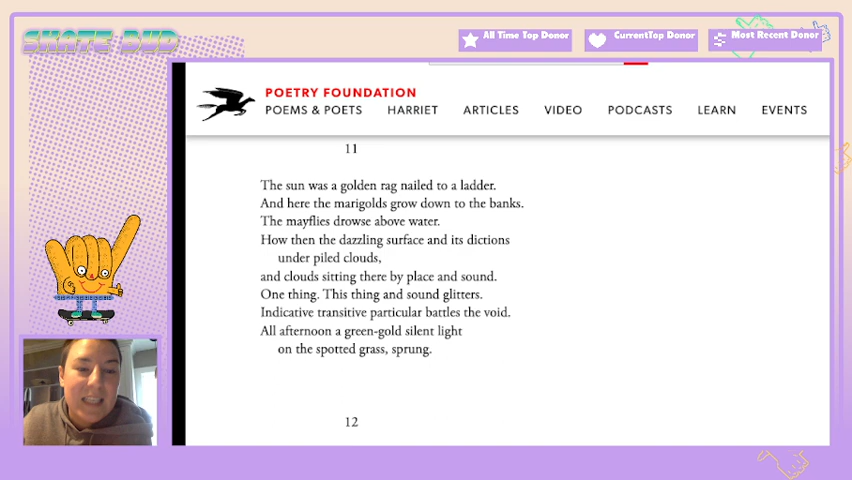 SKATE BUD
All Time Top Donor
CurrentTop Donor
Most Recent Donor
POETRY FOUNDATION
POEMS & POETS HARRIET ARTICLES VIDEO PODCASTS LEARN EVENTS
11
The sun was a golden rag nailed to a ladder.
And here the marigolds grow down to the banks.
The mayflies drowse above water.
How then the dazzling surface and its dictions
under piled clouds,
and clouds sitting there by place and sound.
One thing. This thing and sound glitters.
Indicative transitive particular battles the void.
All afternoon a green-gold silent light
on the spotted grass, sprung.
12